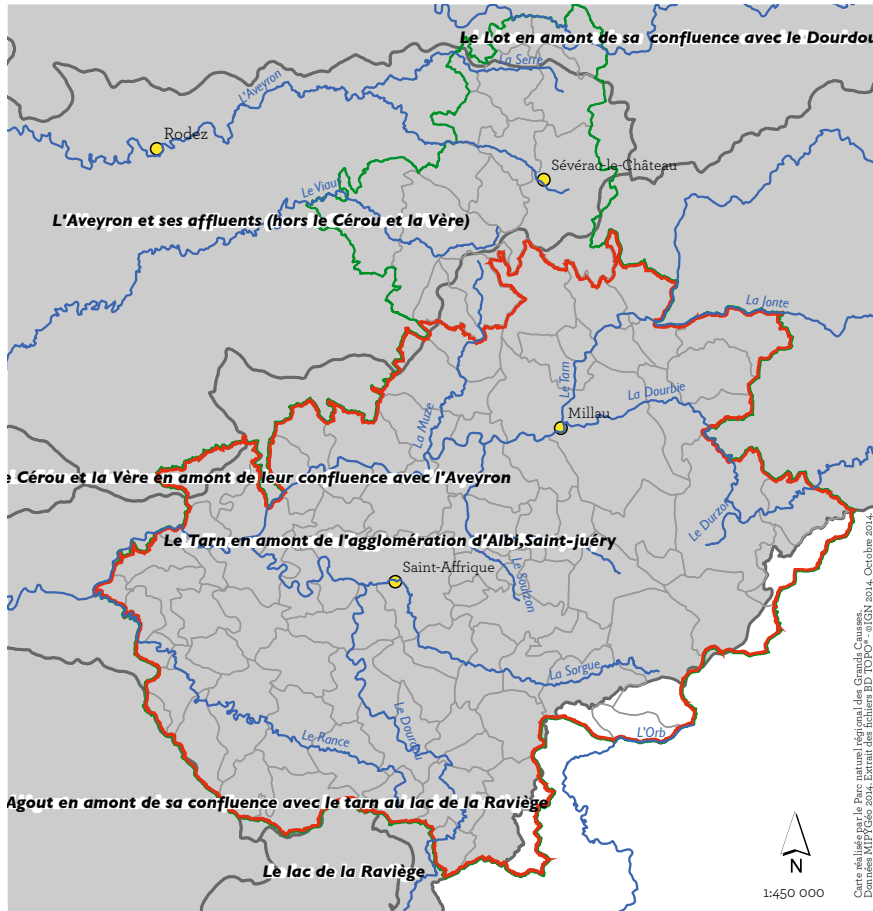 Le Lot en amont de sa confluence avec le Dourdou
La Serre
L'Aveyron
Rodez
Sévérac-le-Château
Le Viaur
L'Aveyron et ses affluents (hors le Cérou et la Vère)
La Jonte
Le Tarn
La Dourbie
Millau
La Muze
e Cérou et la Vère en amont de leur confluence avec l'Aveyron
Le Durzon
Le Tarn en amont de l'agglomération d'Albi,Saint-juéry
Saint-Affrique
Le Soulzon
La Sorgue
Le Dourdou
L'Orb
Le Rance
Agout en amont de sa confluence avec le tarn au lac de la Raviège
Le lac de la Raviège
N
1:450 000
Carte réalisée par le Parc naturel régional des Grands Causses.
Données MIPYGéo 2014. Extrait des fichiers BD TOPO® - ©IGN 2014. Octobre 2014.